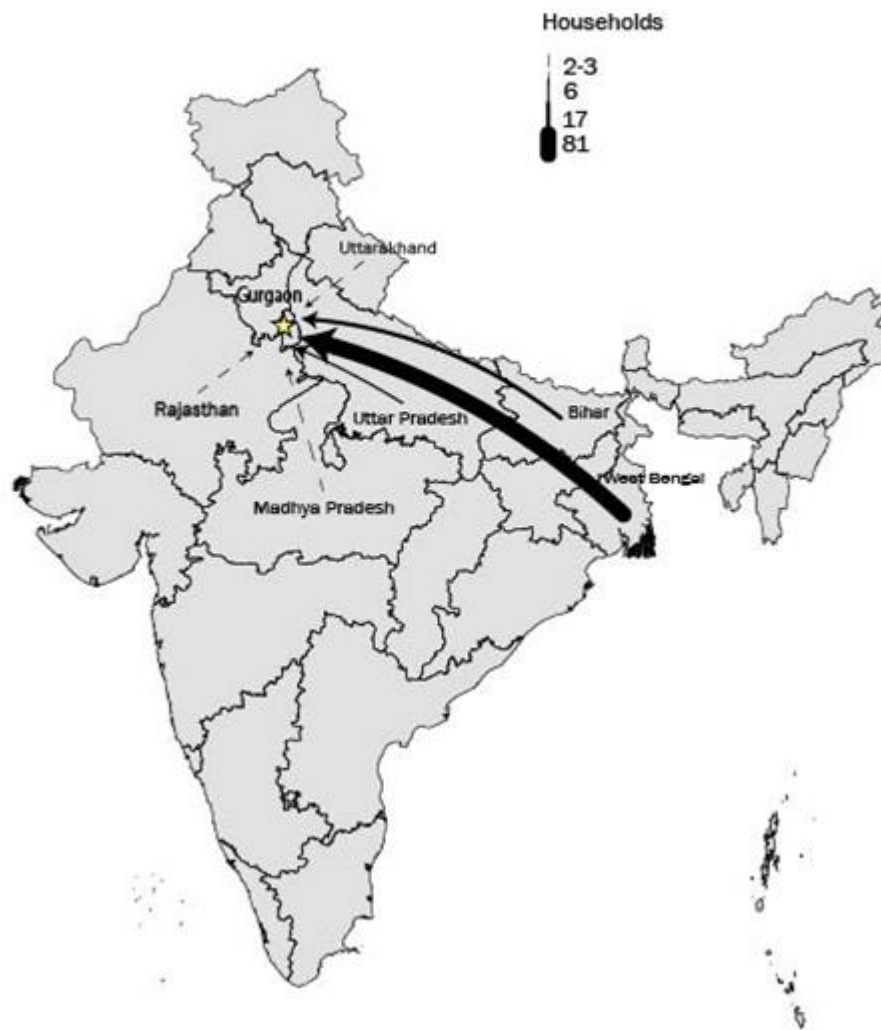 Households
2-3
6
17
81
Uttarakhand
Gurgaon
Rajasthan
Uttar Pradesh
Bihar
West Bengal
Madhya Pradesh